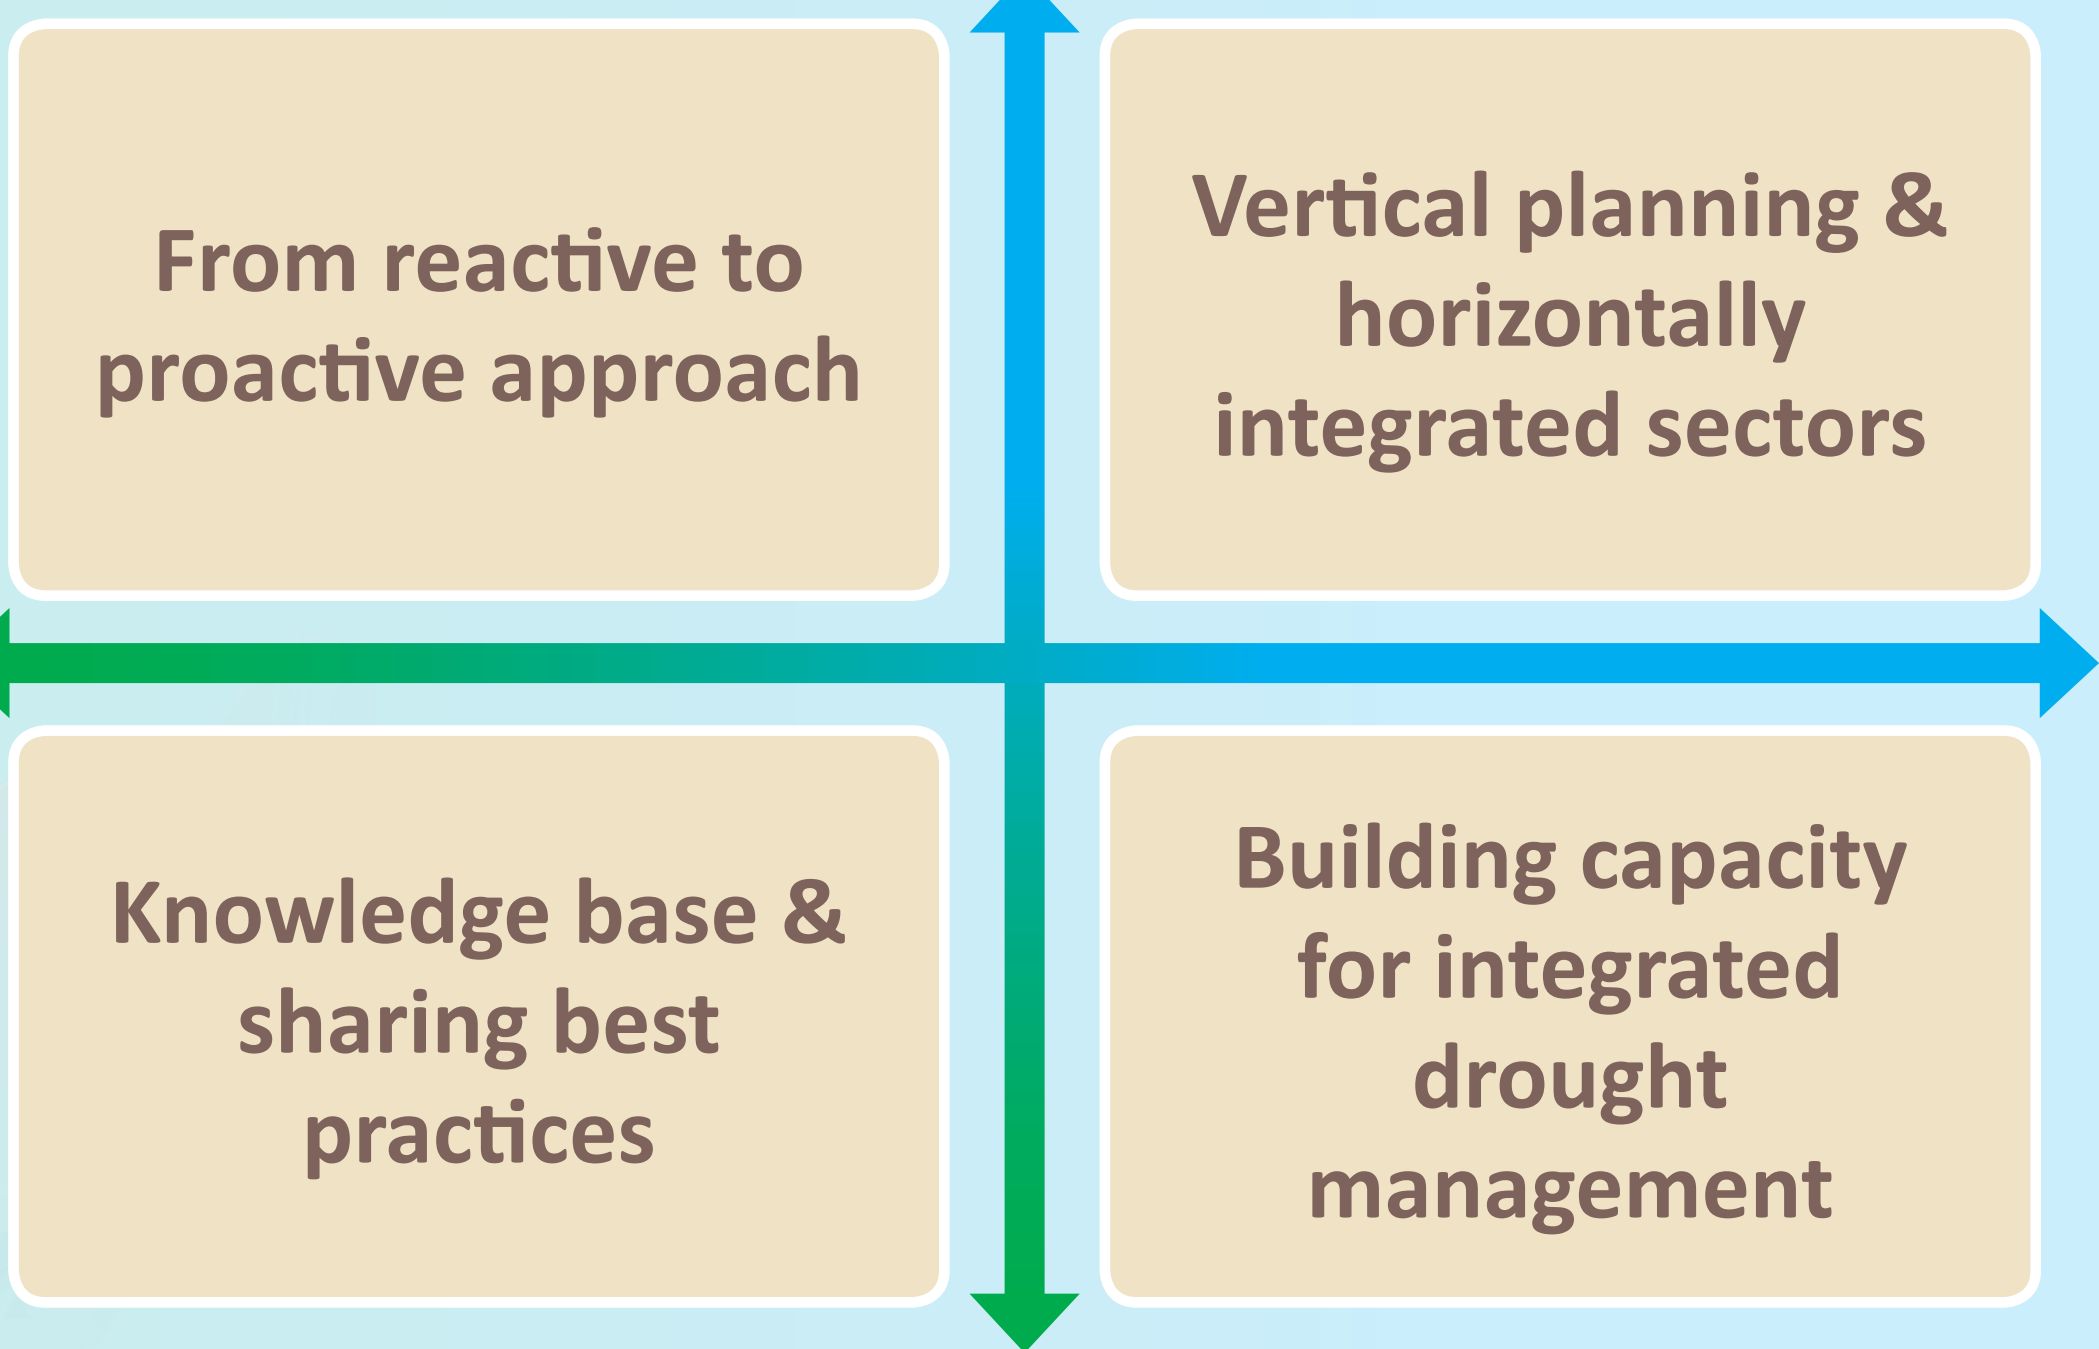 From reactive to
proactive approach
Vertical planning &
horizontally
integrated sectors
Knowledge base &
sharing best
practices
Building capacity
for integrated
drought
management